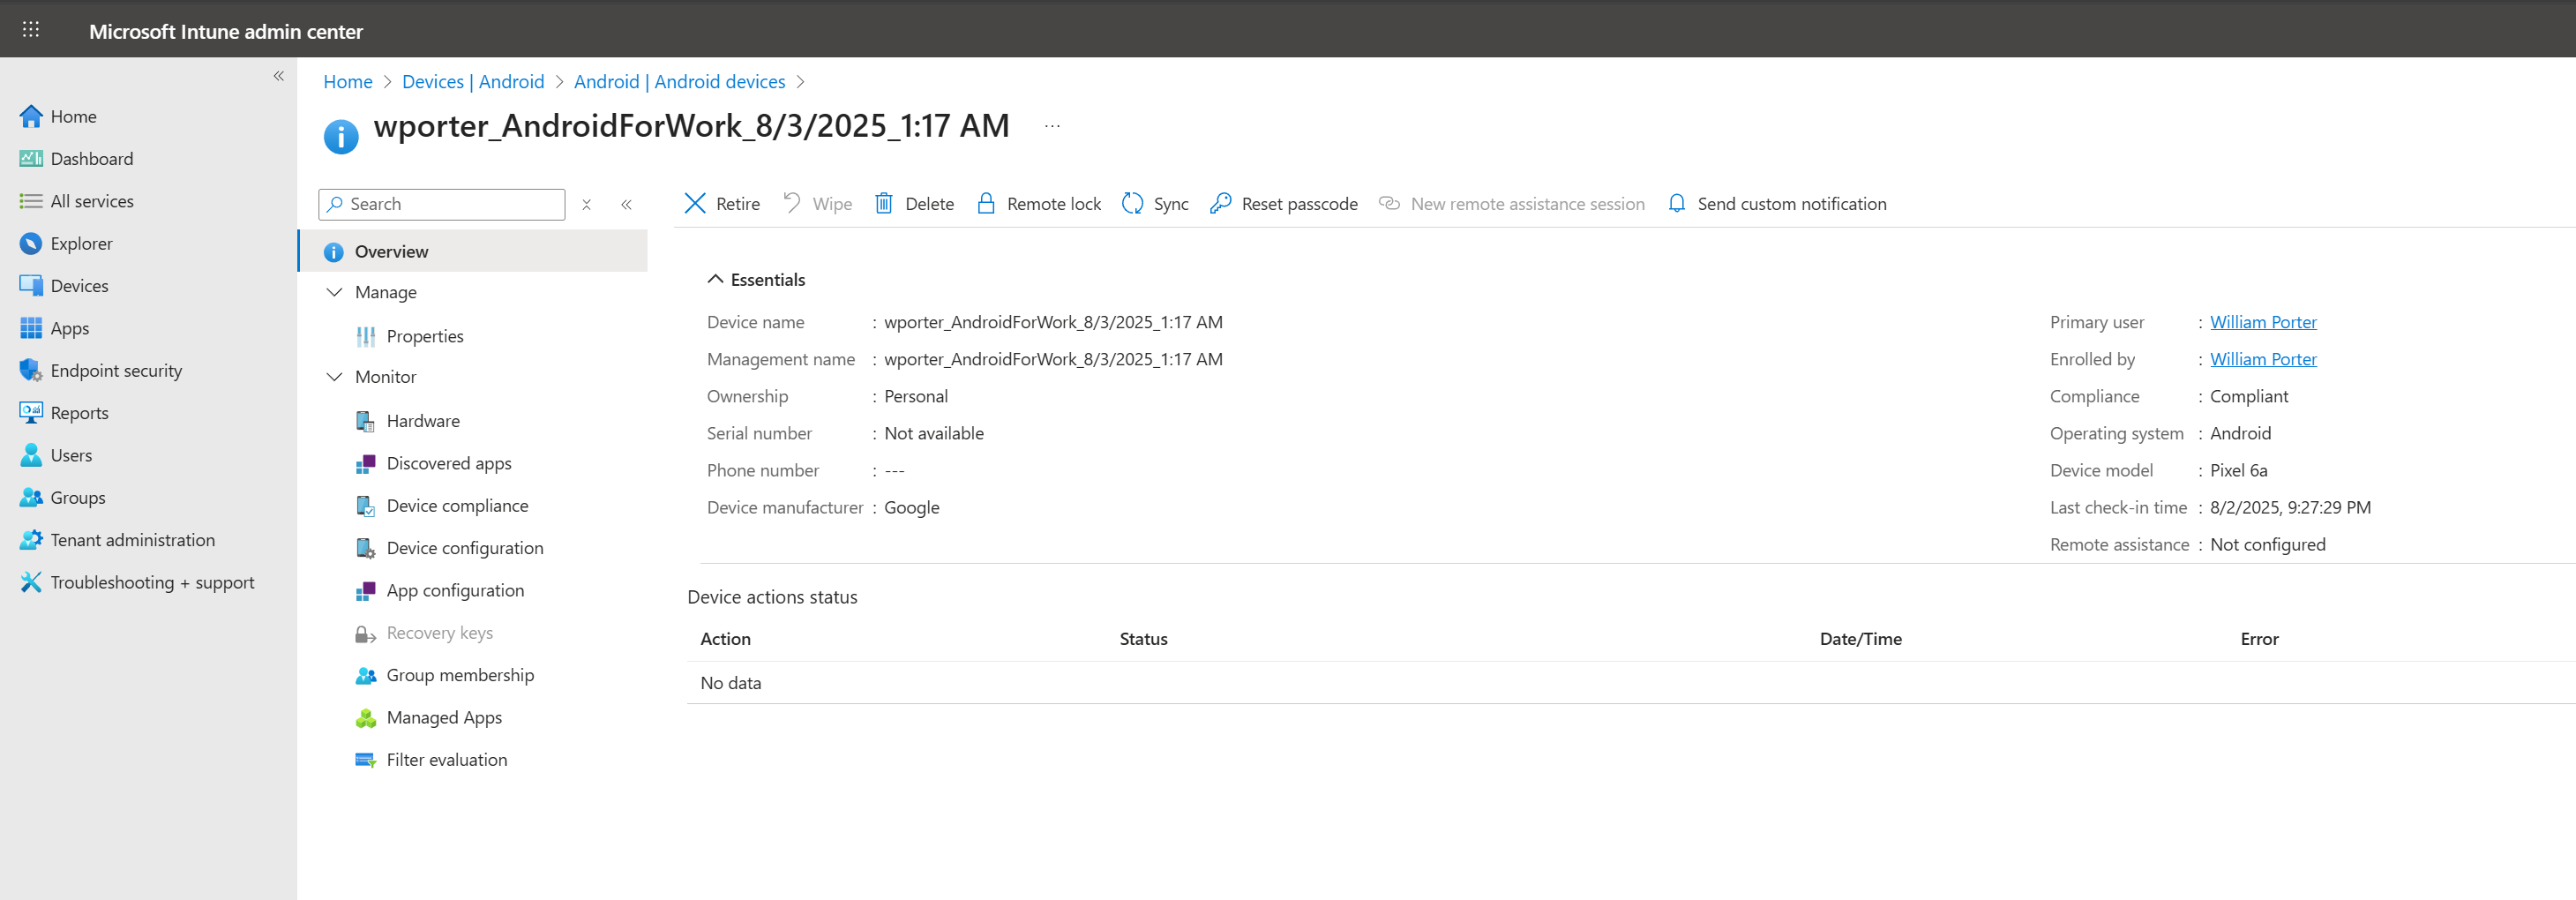 Microsoft Intune admin center
Home
Dashboard
All services
Explorer
Devices
Apps
Endpoint security
Reports
Users
Groups
Tenant administration
Troubleshooting + support
Home > Devices | Android > Android | Android devices >
wporter_AndroidForWork_8/3/2025_1:17 AM ...
Search
Overview
Manage
Properties
Monitor
Hardware
Discovered apps
Device compliance
Device configuration
App configuration
Recovery keys
Group membership
Managed Apps
Filter evaluation
Retire Wipe Delete Remote lock Sync Reset passcode New remote assistance session Send custom notification
Essentials
Device name : wporter_AndroidForWork_8/3/2025_1:17 AM
Management name : wporter_AndroidForWork_8/3/2025_1:17 AM
Ownership : Personal
Serial number : Not available
Phone number : ---
Device manufacturer : Google
Primary user : William Porter
Enrolled by : William Porter
Compliance : Compliant
Operating system : Android
Device model : Pixel 6a
Last check-in time : 8/2/2025, 9:27:29 PM
Remote assistance : Not configured
Device actions status
Action Status Date/Time Error
No data